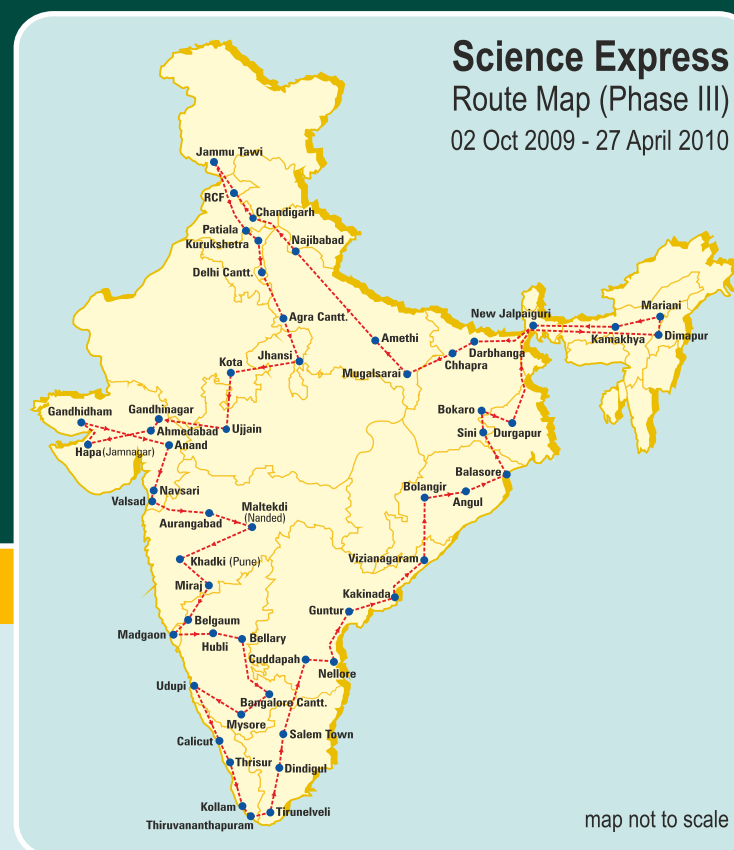 Science Express
Route Map (Phase III)
02 Oct 2009 - 27 April 2010
Jammu Tawi
RCF
Chandigarh
Patiala
Kurukshetra
Najibabad
Delhi Cantt.
Agra Cantt.
Amethi
New Jalpaiguri
Mariani
Kamakhya
Dimapur
Jhansi
Kota
Mugalsarai
Chhapra
Darbhanga
Gandhidham
Gandhinagar
Ahmedabad
Ujjain
Hapa (Jamnagar)
Anand
Bokaro
Sini
Durgapur
Balasore
Navsari
Valsad
Aurangabad
Maltekdi
(Nanded)
Bolangir
Angul
Khadki (Pune)
Vizianagaram
Miraj
Kakinada
Guntur
Belgaum
Madgaon
Hubli
Bellary
Cuddapah
Nellore
Udupi
Bangalore Cantt.
Mysore
Calicut
Salem Town
Thrisur
Dindigul
Kollam
Tirunelveli
Thiruvananthapuram
map not to scale